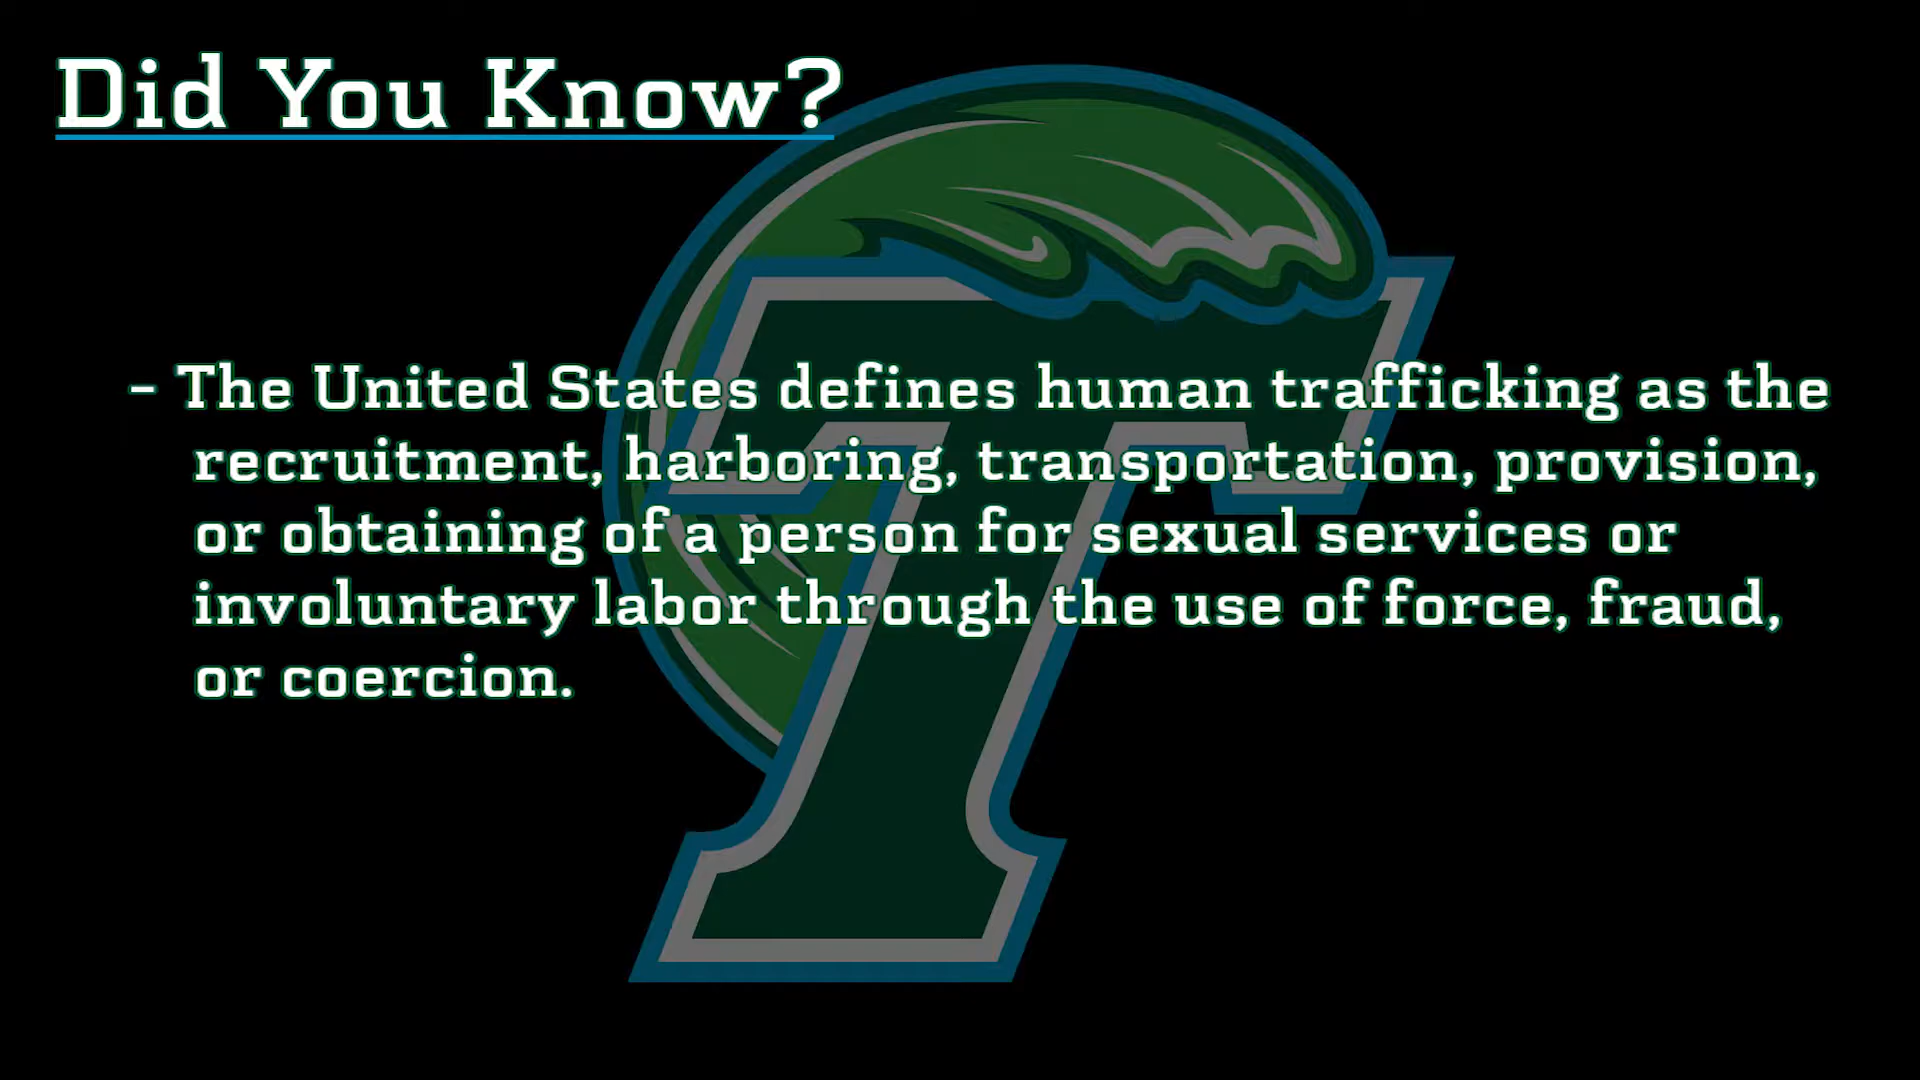 Did You Know?
- The United States defines human trafficking as the
recruitment, harboring, transportation, provision,
or obtaining of a person for sexual services or
involuntary labor through the use of force, fraud,
or coercion.